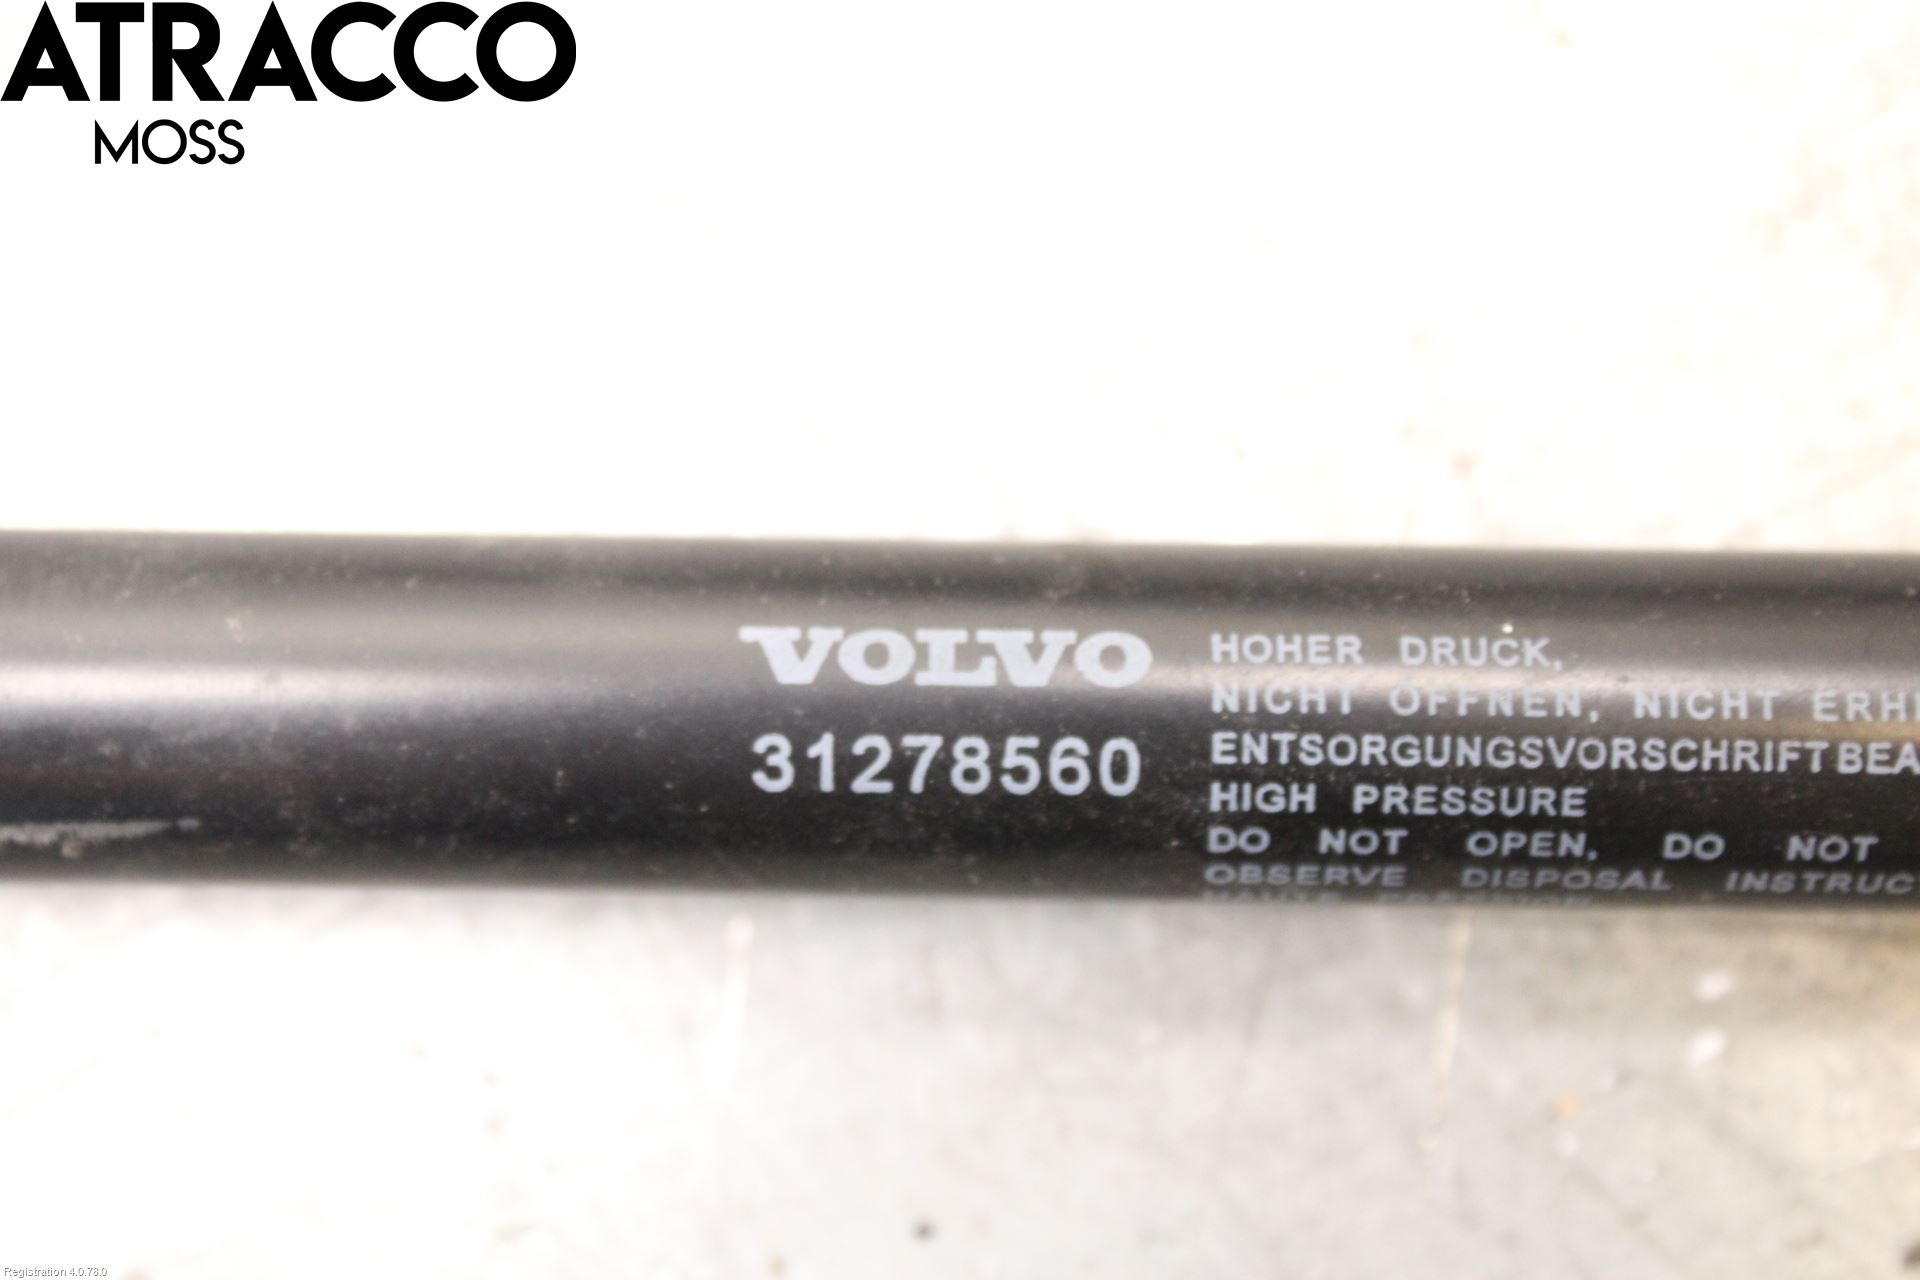 ATRACCO
MOSS
VOLVO
31278560
HOHER DRUCK,
NICHT ÖFFNEN, NICHT
ENTSORGUNGSVORSCHRIFT
HIGH PRESSURE
DO NOT OPEN, DO NOT
OBSERVE DISPOSAL
Registration 4.0.78.0